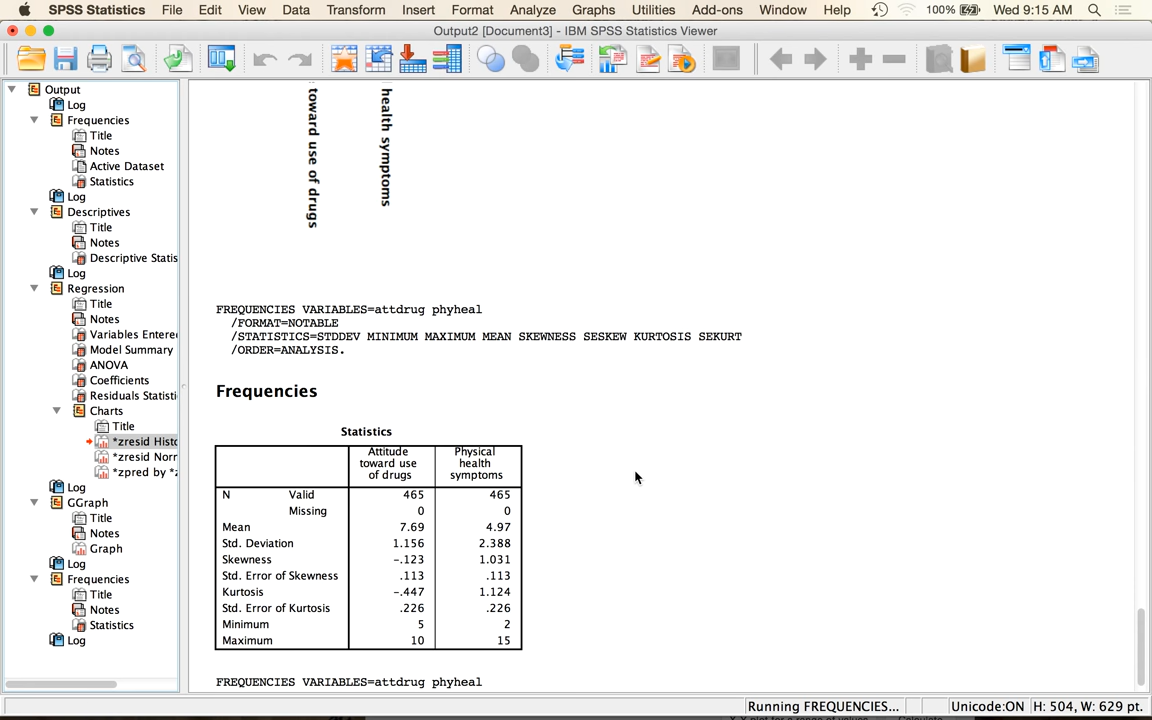 SPSS Statistics File Edit View Data Transform Insert Format Analyze Graphs Utilities Add-ons Window Help 100% Wed 9:15 AM
Output2 [Document3] - IBM SPSS Statistics Viewer
Output
Log
Frequencies
Title
Notes
Active Dataset
Statistics
Log
Descriptives
Title
Notes
Descriptive Statis
Log
Regression
Title
Notes
Variables Entere
Model Summary
ANOVA
Coefficients
Residuals Statisti
Charts
Title
*zresid Histo
*zresid Norr
*zpred by *z
Log
GGraph
Title
Notes
Graph
Log
Frequencies
Title
Notes
Statistics
Log
toward use of drugs
health symptoms
FREQUENCIES VARIABLES=attdrug phyheal
/FORMAT=NOTABLE
/STATISTICS=STDDEV MINIMUM MAXIMUM MEAN SKEWNESS SESKEW KURTOSIS SEKURT
/ORDER=ANALYSIS.
Frequencies
Statistics
Attitude toward use of drugs
Physical health symptoms
N Valid 465 465
Missing 0 0
Mean 7.69 4.97
Std. Deviation 1.156 2.388
Skewness -.123 1.031
Std. Error of Skewness .113 .113
Kurtosis -.447 1.124
Std. Error of Kurtosis .226 .226
Minimum 5 2
Maximum 10 15
FREQUENCIES VARIABLES=attdrug phyheal
Running FREQUENCIES... Unicode:ON H: 504, W: 629 pt.